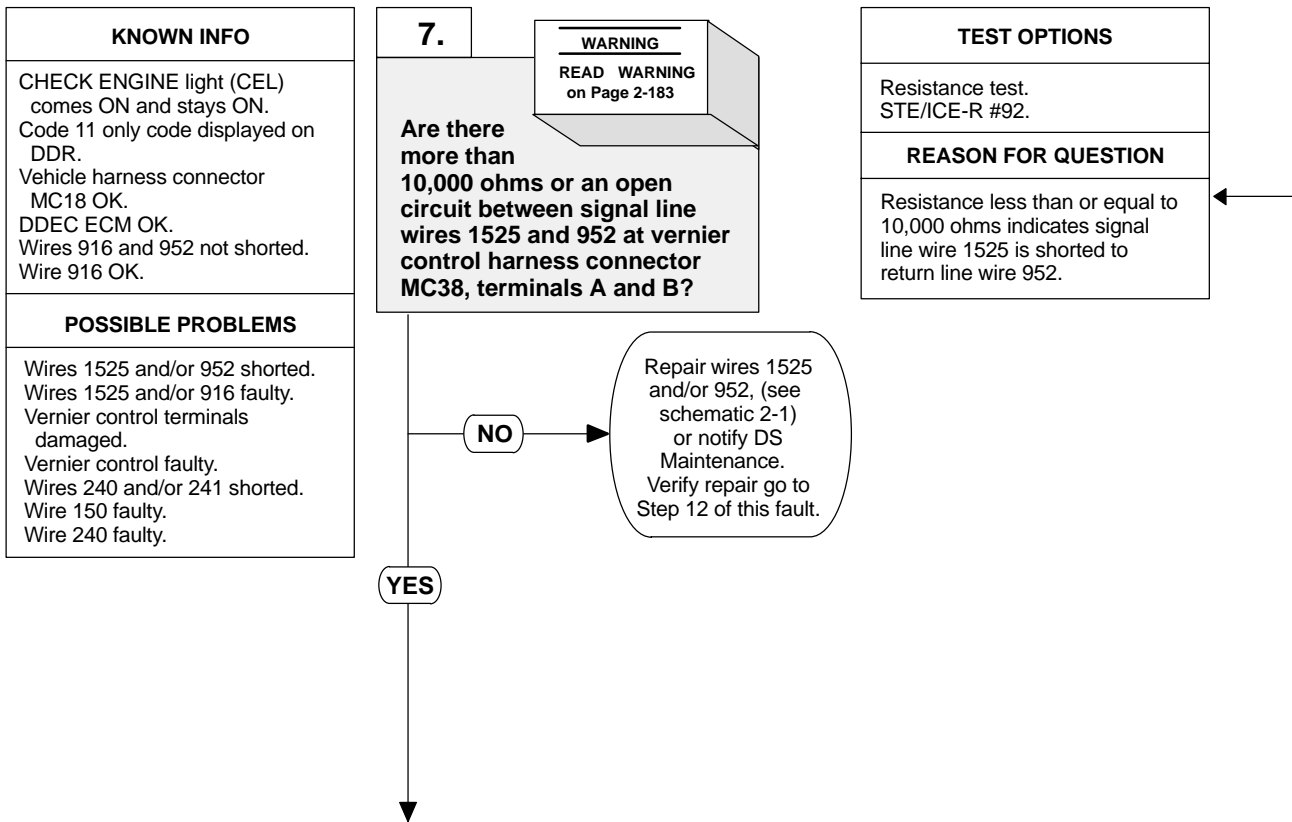 KNOWN INFO
CHECK ENGINE light (CEL)
comes ON and stays ON.
Code 11 only code displayed on
DDR.
Vehicle harness connector
MC18 OK.
DDEC ECM OK.
Wires 916 and 952 not shorted.
Wire 916 OK.
POSSIBLE PROBLEMS
Wires 1525 and/or 952 shorted.
Wires 1525 and/or 916 faulty.
Vernier control terminals
damaged.
Vernier control faulty.
Wires 240 and/or 241 shorted.
Wire 150 faulty.
Wire 240 faulty.
7.
WARNING
READ WARNING
on Page 2-183
Are there
more than
10,000 ohms or an open
circuit between signal line
wires 1525 and 952 at vernier
control harness connector
MC38, terminals A and B?
NO
Repair wires 1525
and/or 952, (see
schematic 2-1)
or notify DS
Maintenance.
Verify repair go to
Step 12 of this fault.
YES
TEST OPTIONS
Resistance test.
STE/ICE-R #92.
REASON FOR QUESTION
Resistance less than or equal to
10,000 ohms indicates signal
line wire 1525 is shorted to
return line wire 952.